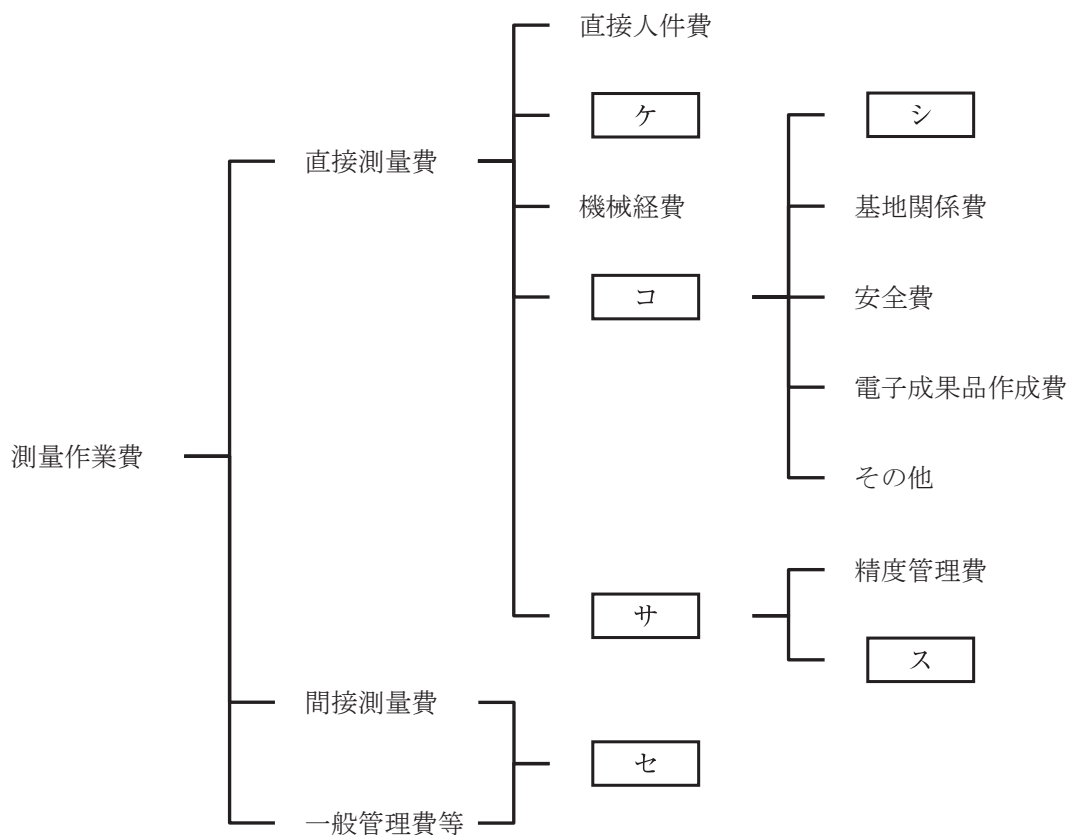 直接人件費
ケ
シ
直接測量費
機械経費
基地関係費
コ
安全費
電子成果品作成費
測量作業費
その他
精度管理費
サ
ス
間接測量費
セ
一般管理費等